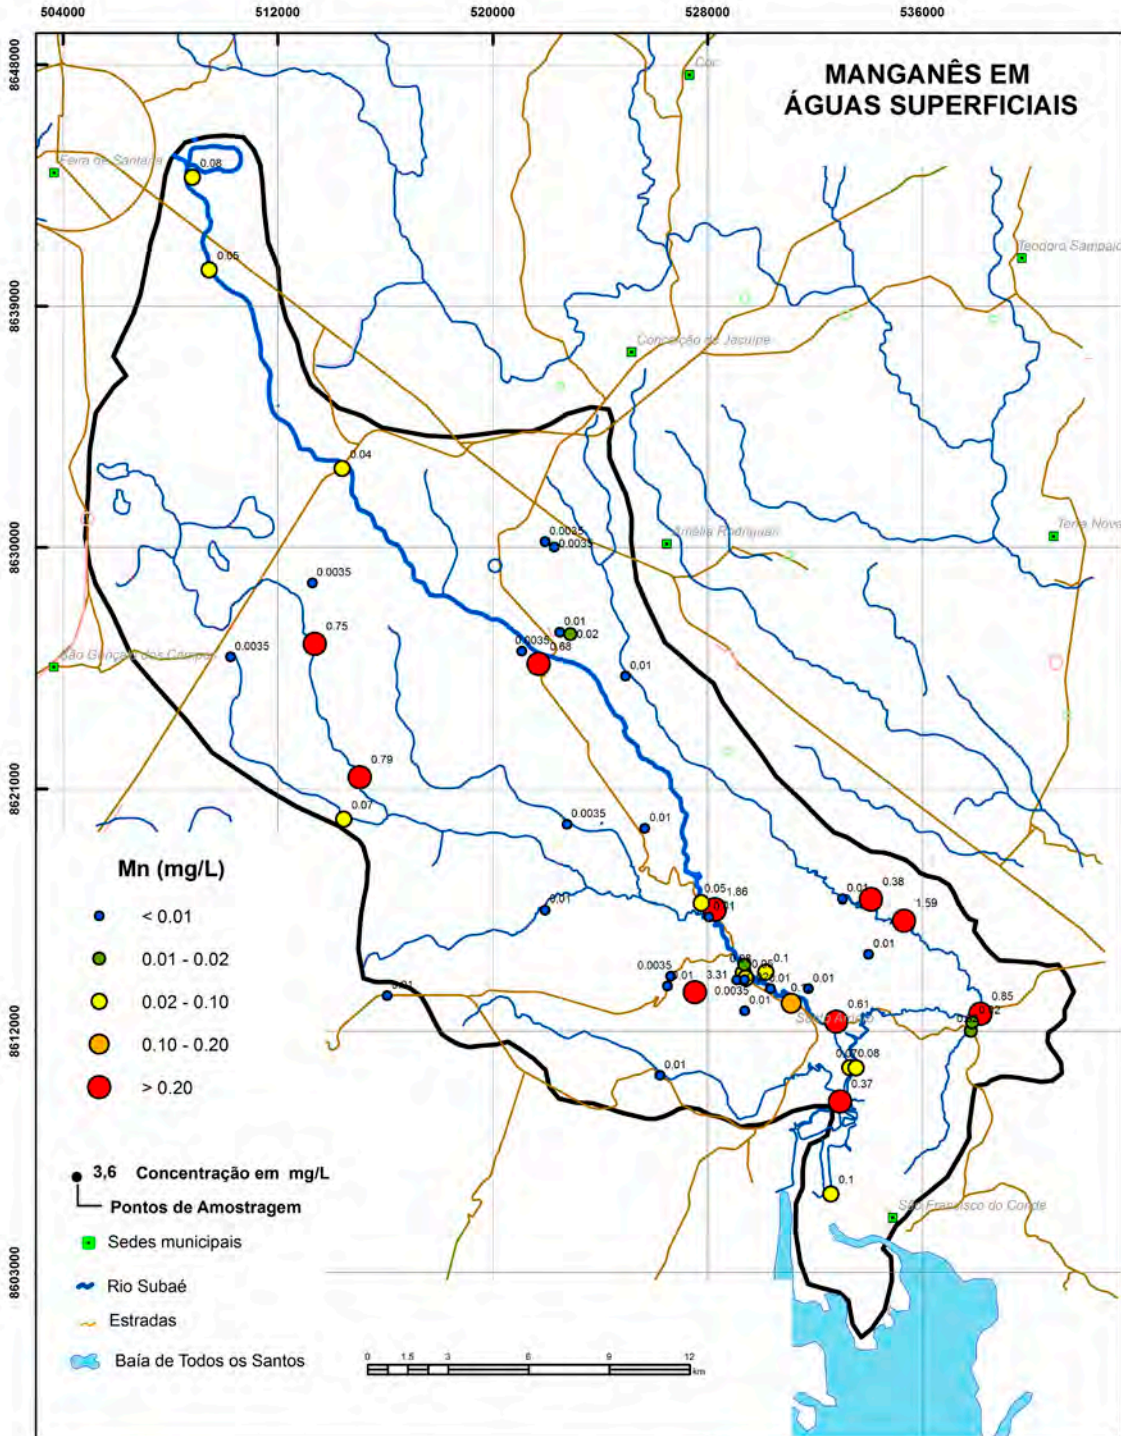 504000 512000 520000 528000 536000
8648000
8639000
8630000
8621000
8612000
8603000
MANGANÊS EM
ÁGUAS SUPERFICIAIS
Feira de Santana
Teodoro Sampaio
Conceição do Jacuípe
Amélia Rodrigues
Terra Nova
São Gonçalo dos Campos
São Francisco do Conde
0.08
0.05
0.04
0.0035
0.0035
0.0035
0.75
0.0035
0.01
0.02
0.0035
0.68
0.01
0.79
0.07
0.0035
0.01
0.01
0.05
1.86
0.01
0.38
1.59
0.01
0.01
0.0035
0.01
3.31
0.0035
0.05
0.1
0.01
0.01
0.01
0.61
0.85
0.02
0.07
0.08
0.37
0.01
0.1
Mn (mg/L)
< 0.01
0.01 - 0.02
0.02 - 0.10
0.10 - 0.20
> 0.20
3,6 Concentração em mg/L
Pontos de Amostragem
Sedes municipais
Rio Subaé
Estradas
Baía de Todos os Santos
0 1.5 3 6 9 12
km